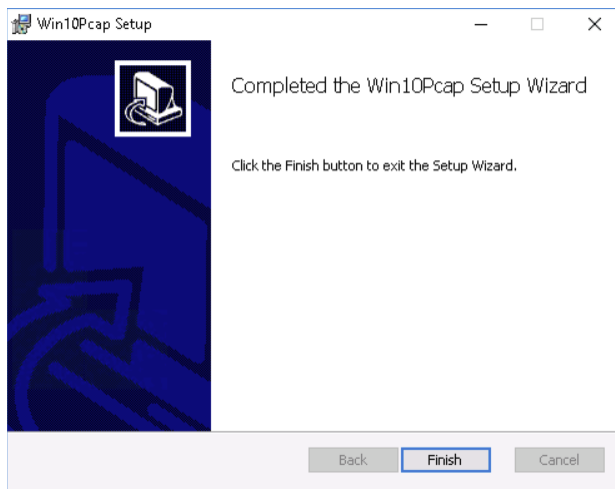 Win10Pcap Setup
Completed the Win10Pcap Setup Wizard
Click the Finish button to exit the Setup Wizard.
Back
Finish
Cancel